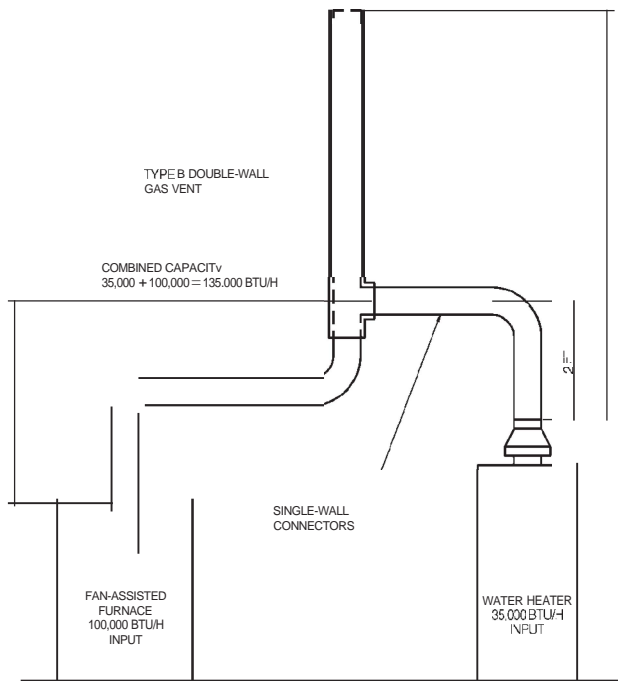 TYPE B DOUBLE-WALL
GAS VENT
COMBINED CAPACITv
35,000 + 100,000 = 135.000 BTU/H
SINGLE-WALL
CONNECTORS
FAN-ASSISTED
FURNACE
100,000 BTU/H
INPUT
WATER HEATER
35,000 BTU/H
INPUT